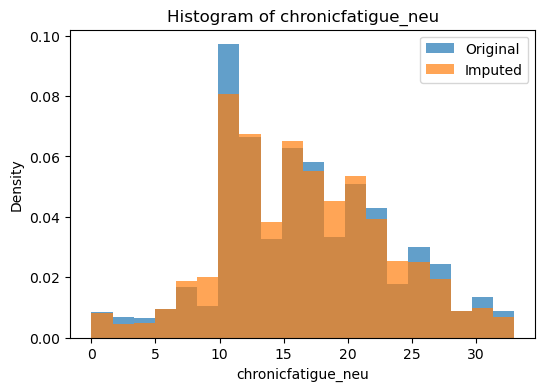 Histogram of chronicfatigue_neu
Original
Imputed
Density
0.10
0.08
0.06
0.04
0.02
0.00
0 5 10 15 20 25 30
chronicfatigue_neu